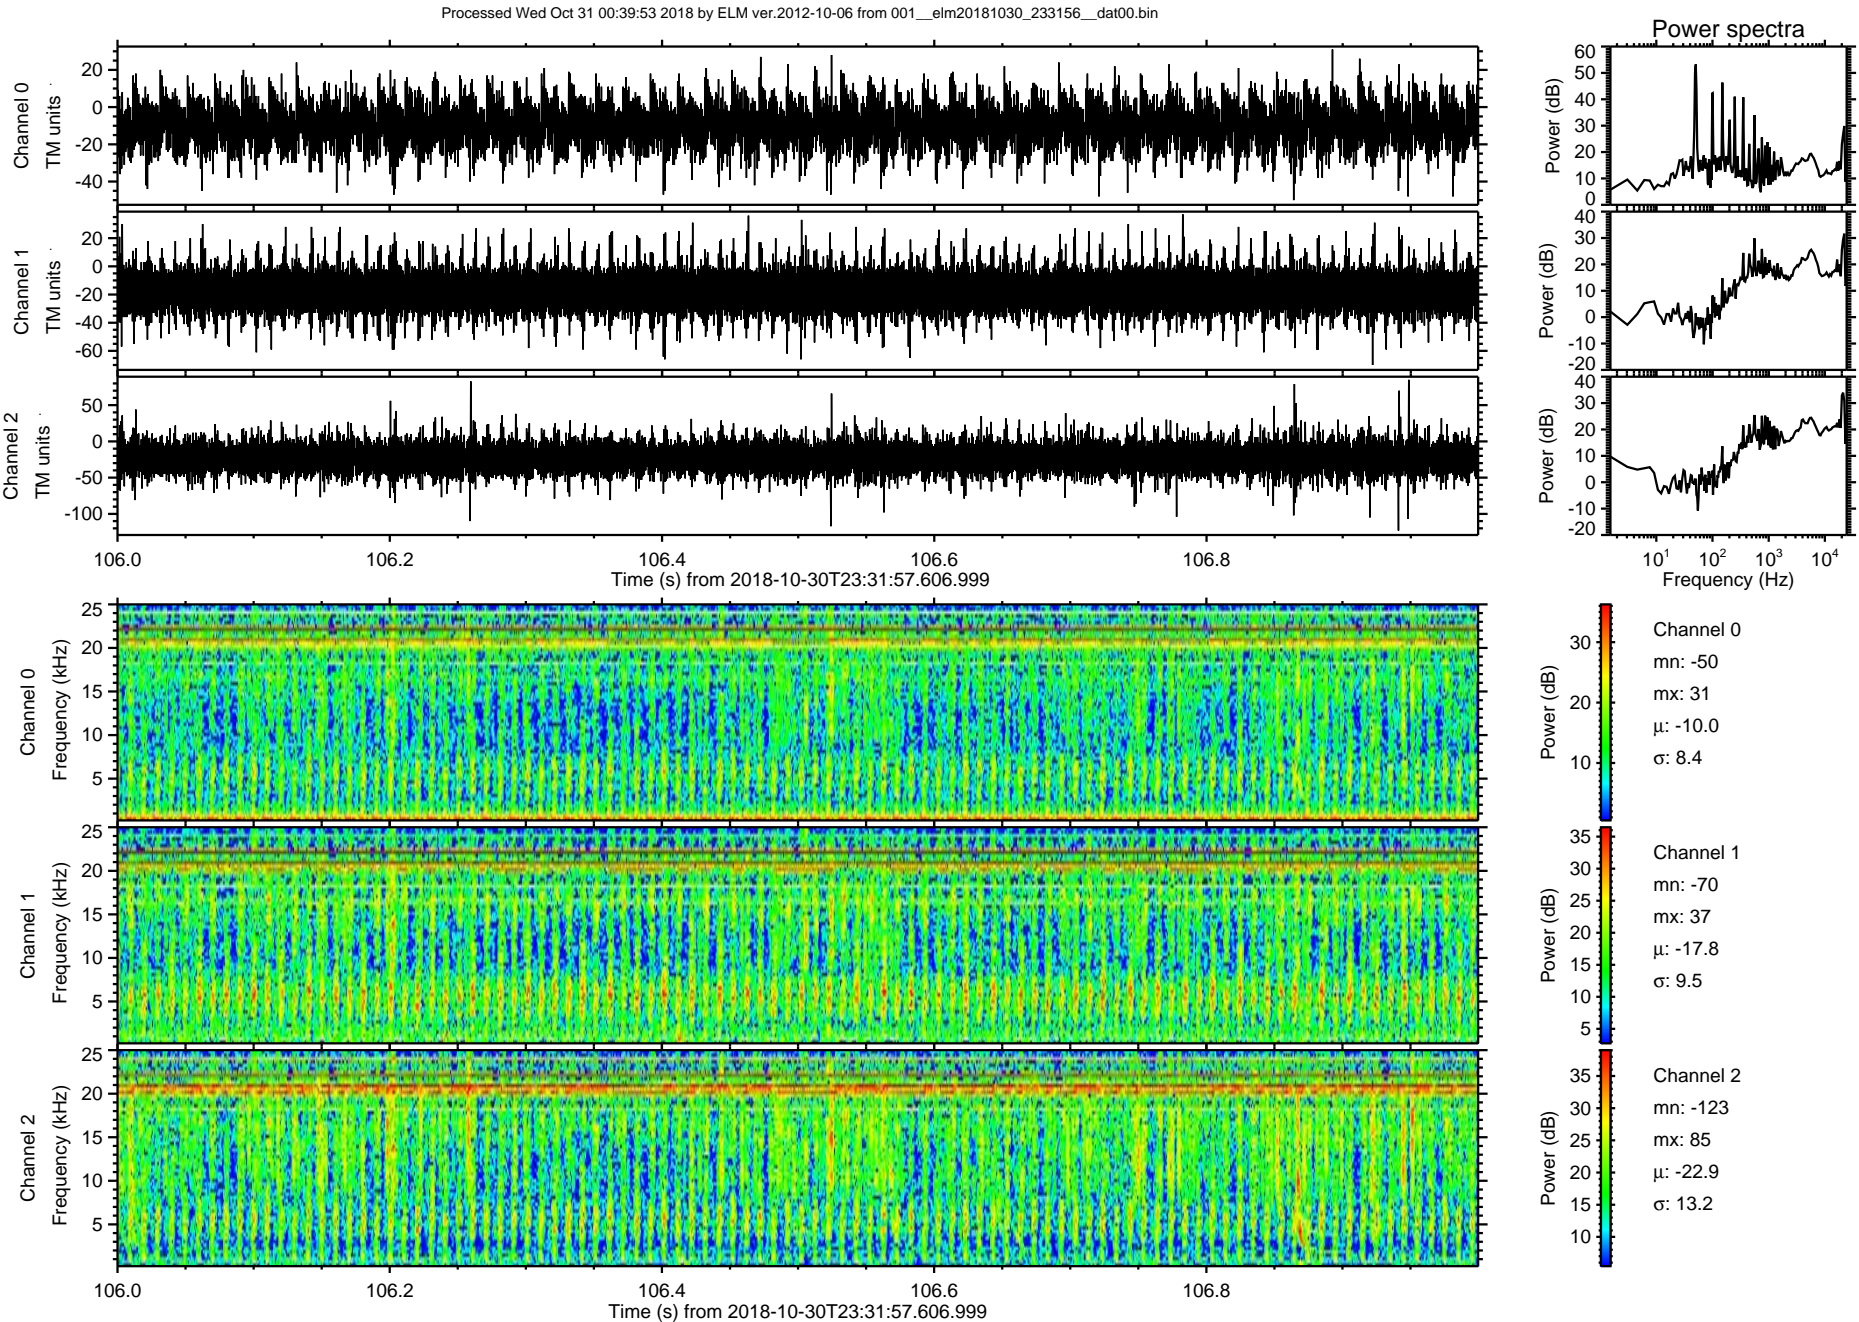 Processed Wed Oct 31 00:39:53 2018 by ELM ver.2012-10-06 from 001__elm20181030_233156__dat00.bin
Power spectra
Channel 0
TM units
20
0
-20
-40
Power (dB)
60
50
40
30
20
10
0
Channel 1
TM units
20
0
-20
-40
-60
Power (dB)
40
30
20
10
0
-10
-20
Channel 2
TM units
50
0
-50
-100
Power (dB)
40
30
20
10
0
-10
-20
106.0 106.2 106.4 106.6 106.8
Time (s) from 2018-10-30T23:31:57.606.999
10¹ 10² 10³ 10⁴
Frequency (Hz)
Channel 0
Frequency (kHz)
25
20
15
10
5
Power (dB)
30
20
10
Channel 0
mn: -50
mx: 31
μ: -10.0
σ: 8.4
Channel 1
Frequency (kHz)
25
20
15
10
5
Power (dB)
35
30
25
20
15
10
5
Channel 1
mn: -70
mx: 37
μ: -17.8
σ: 9.5
Channel 2
Frequency (kHz)
25
20
15
10
5
Power (dB)
35
30
25
20
15
10
Channel 2
mn: -123
mx: 85
μ: -22.9
σ: 13.2
106.0 106.2 106.4 106.6 106.8
Time (s) from 2018-10-30T23:31:57.606.999